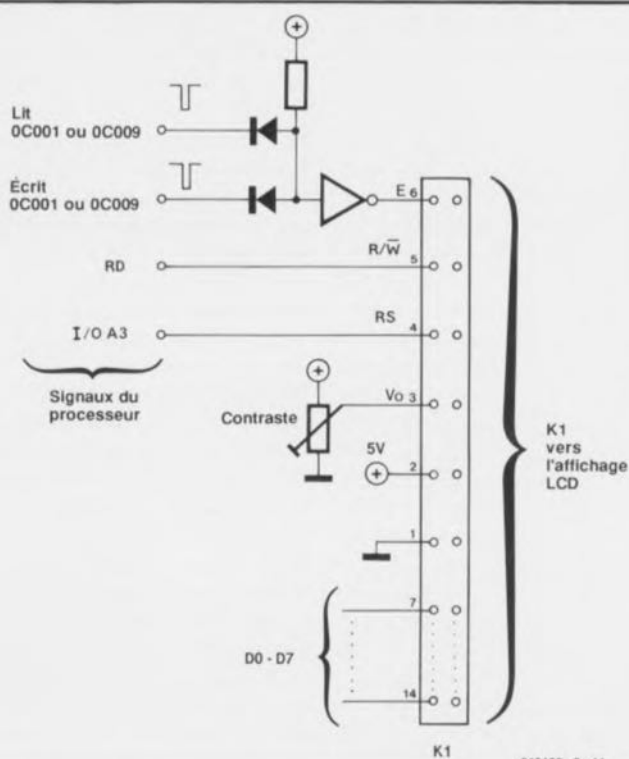 Lit
0C001 ou 0C009
Écrit
0C001 ou 0C009
E 6
R/W̅
5
RD
RS
4
I/O A3
Signaux du
processeur
Vo 3
Contraste
5V
2
1
K1
vers
l'affichage
LCD
7
D0 - D7
14
K1